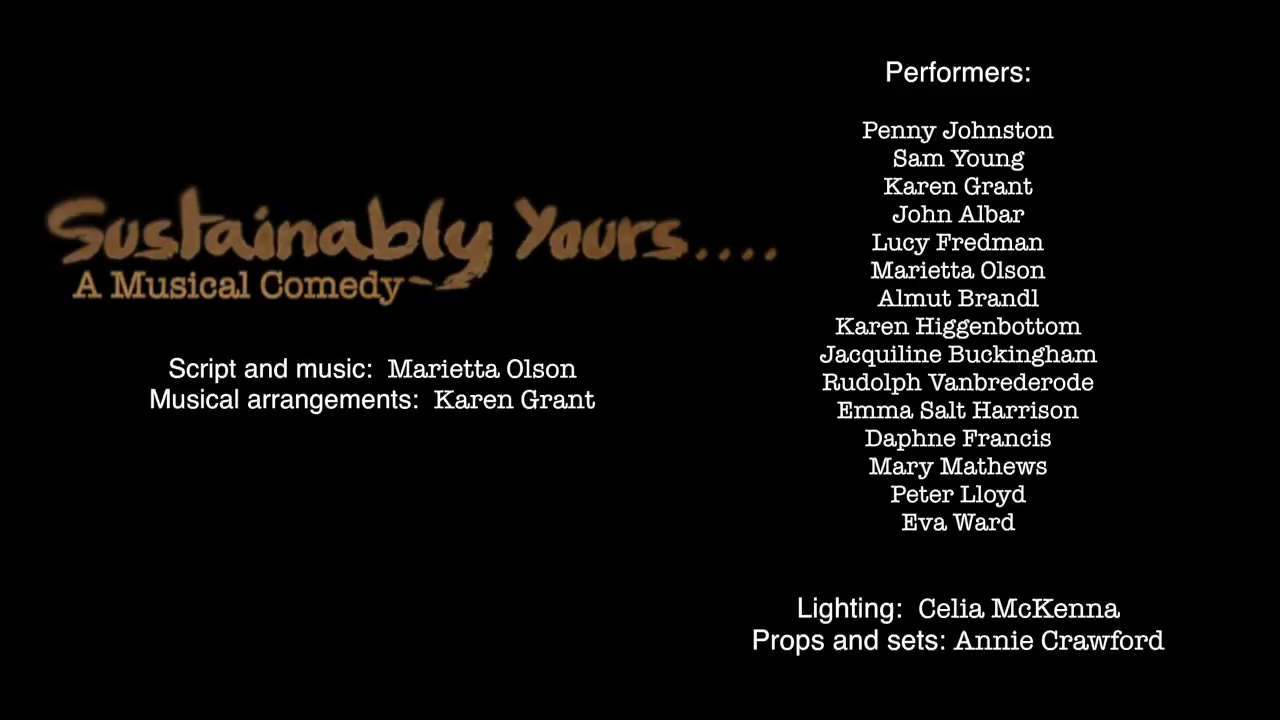 Sustainably Yours....
A Musical Comedy
Script and music: Marietta Olson
Musical arrangements: Karen Grant
Performers:
Penny Johnston
Sam Young
Karen Grant
John Albar
Lucy Fredman
Marietta Olson
Almut Brandl
Karen Higgenbottom
Jacquiline Buckingham
Rudolph Vanbrederode
Emma Salt Harrison
Daphne Francis
Mary Mathews
Peter Lloyd
Eva Ward
Lighting: Celia McKenna
Props and sets: Annie Crawford